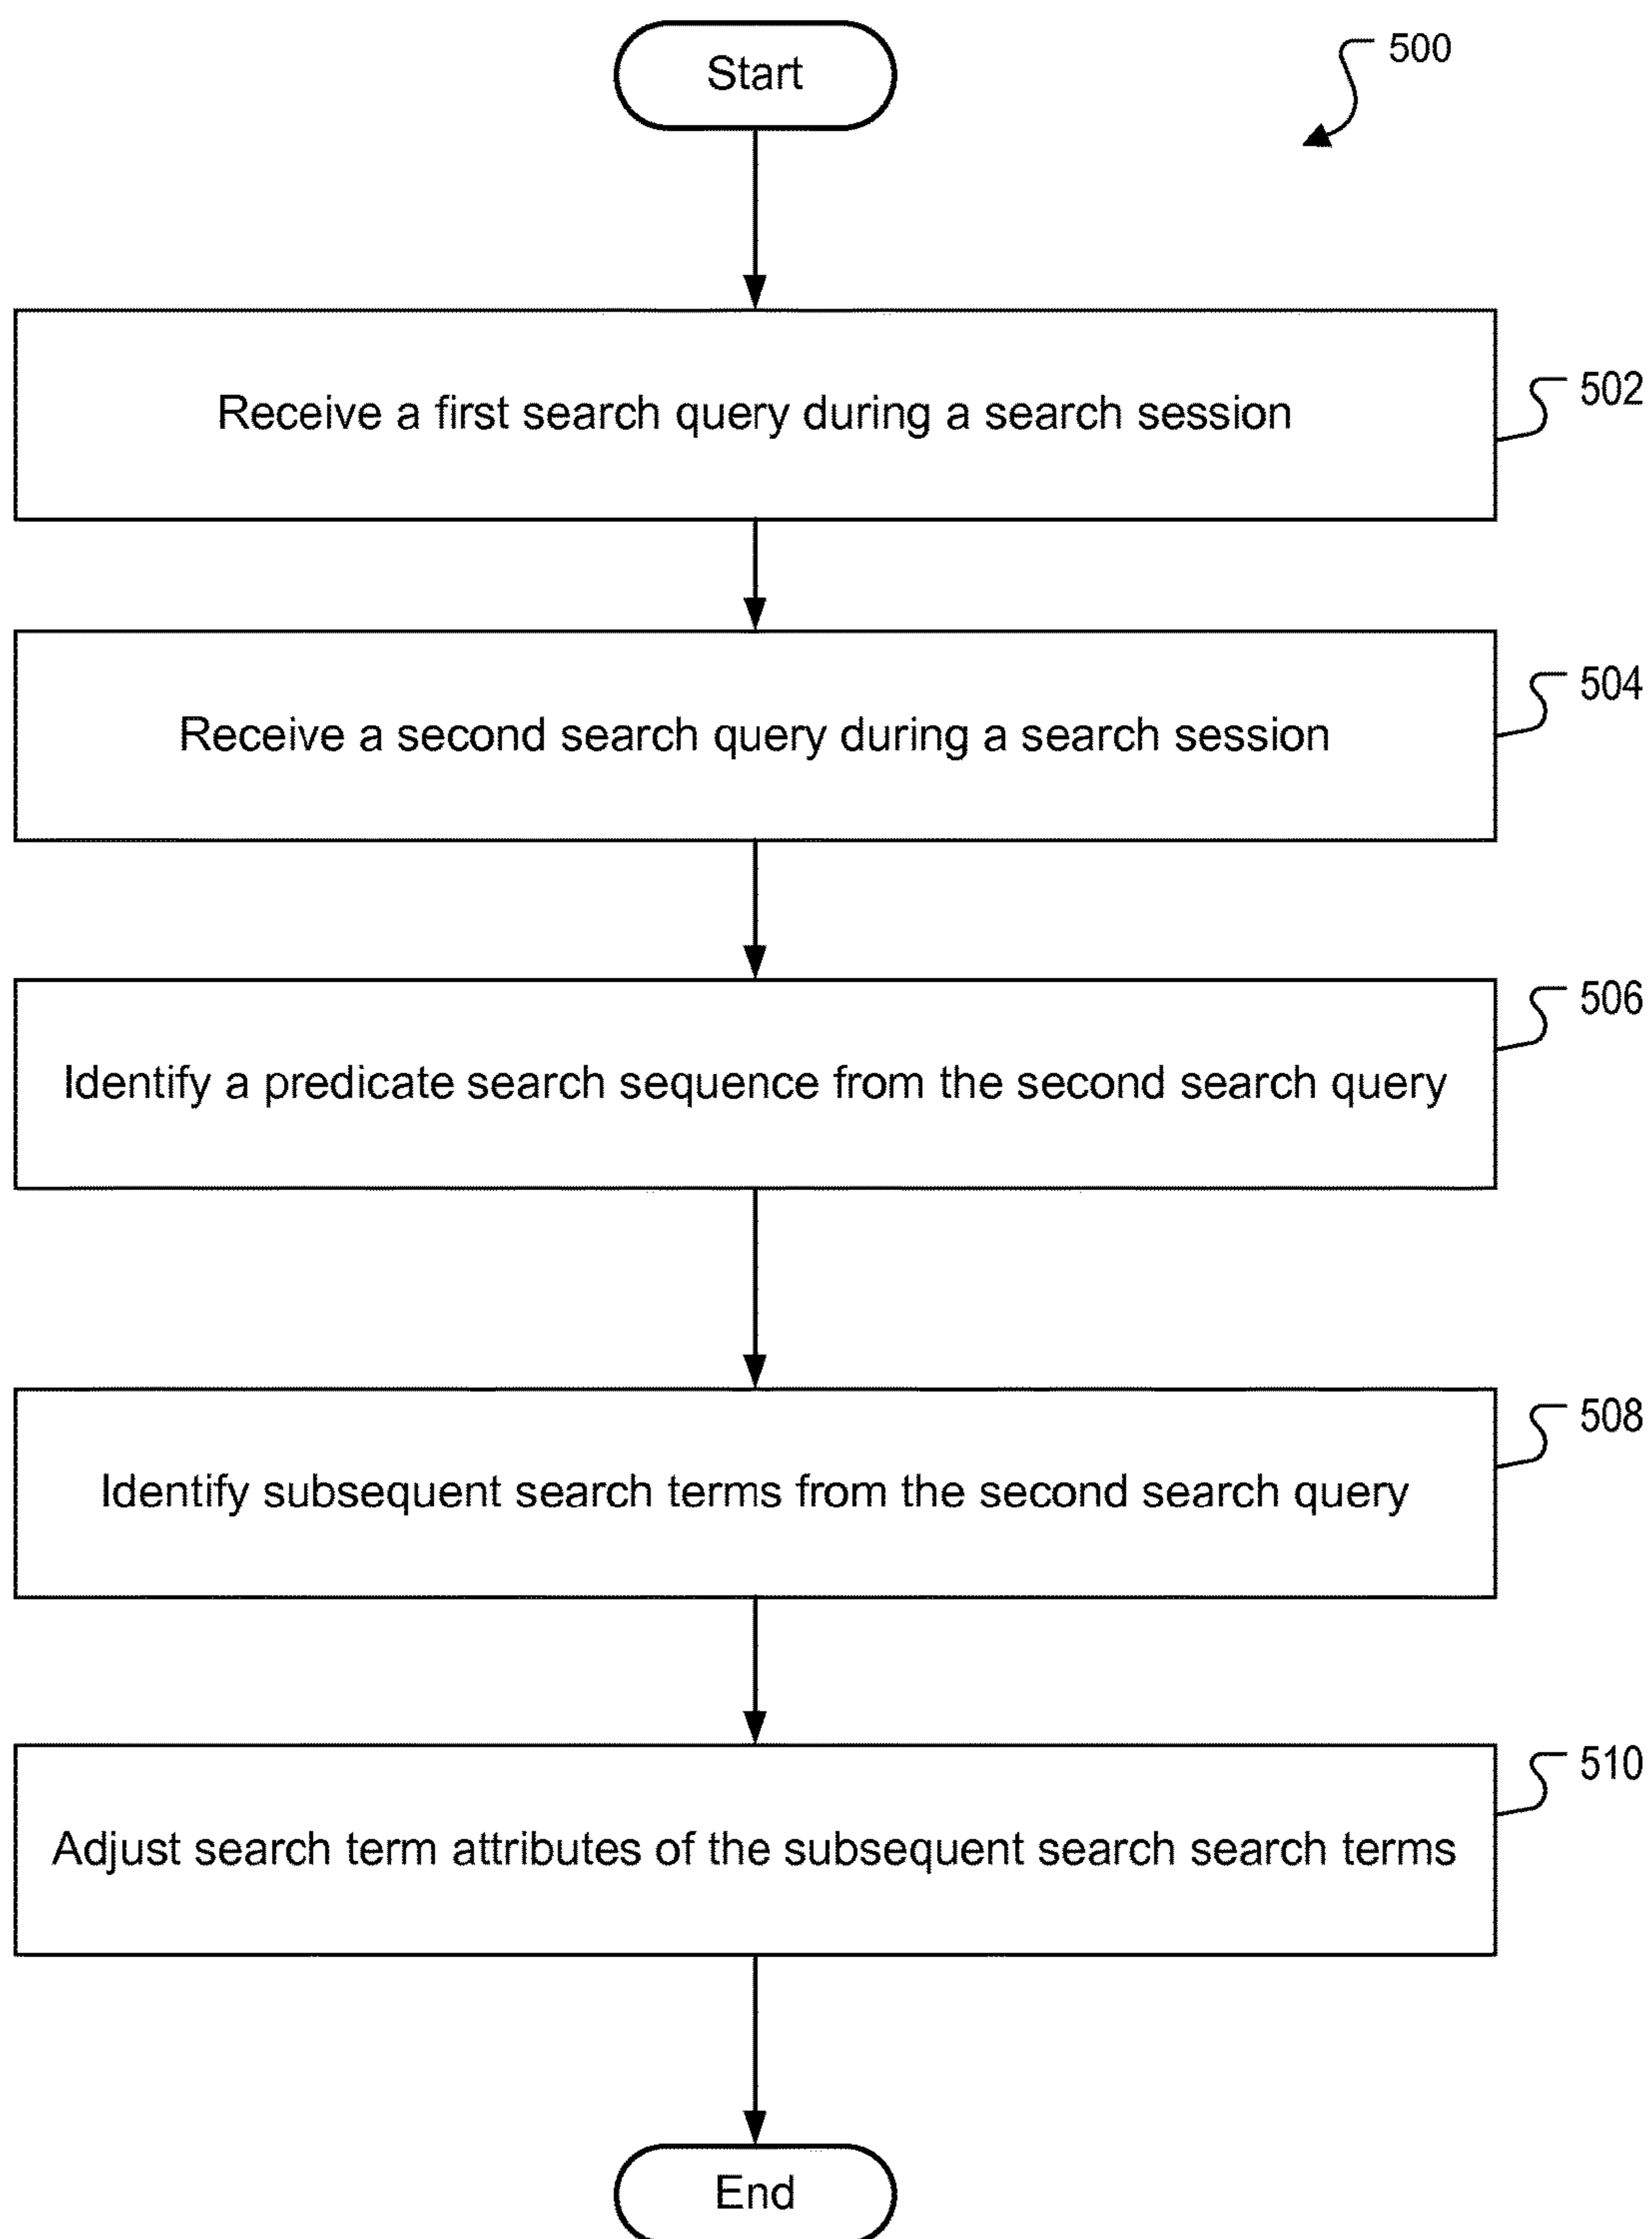 Start
500
Receive a first search query during a search session
502
Receive a second search query during a search session
504
Identify a predicate search sequence from the second search query
506
Identify subsequent search terms from the second search query
508
Adjust search term attributes of the subsequent search search terms
510
End